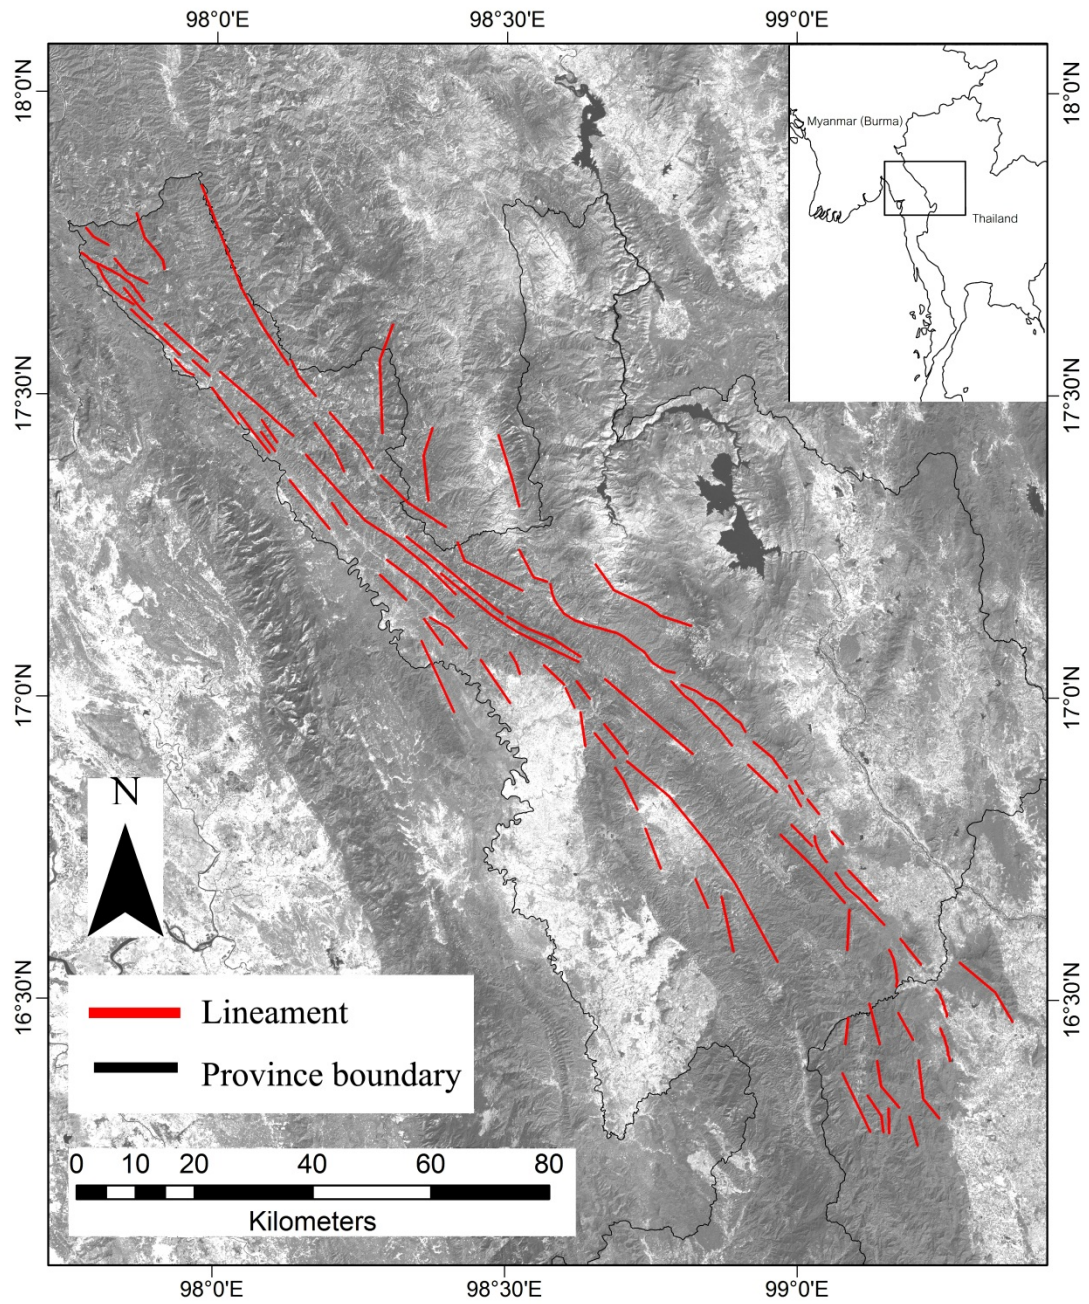 98°0'E 98°30'E 99°0'E
18°0'N 18°0'N
Myanmar (Burma)
Thailand
17°30'N 17°30'N
17°0'N 17°0'N
N
16°30'N 16°30'N
Lineament
Province boundary
0 10 20 40 60 80
Kilometers
98°0'E 98°30'E 99°0'E